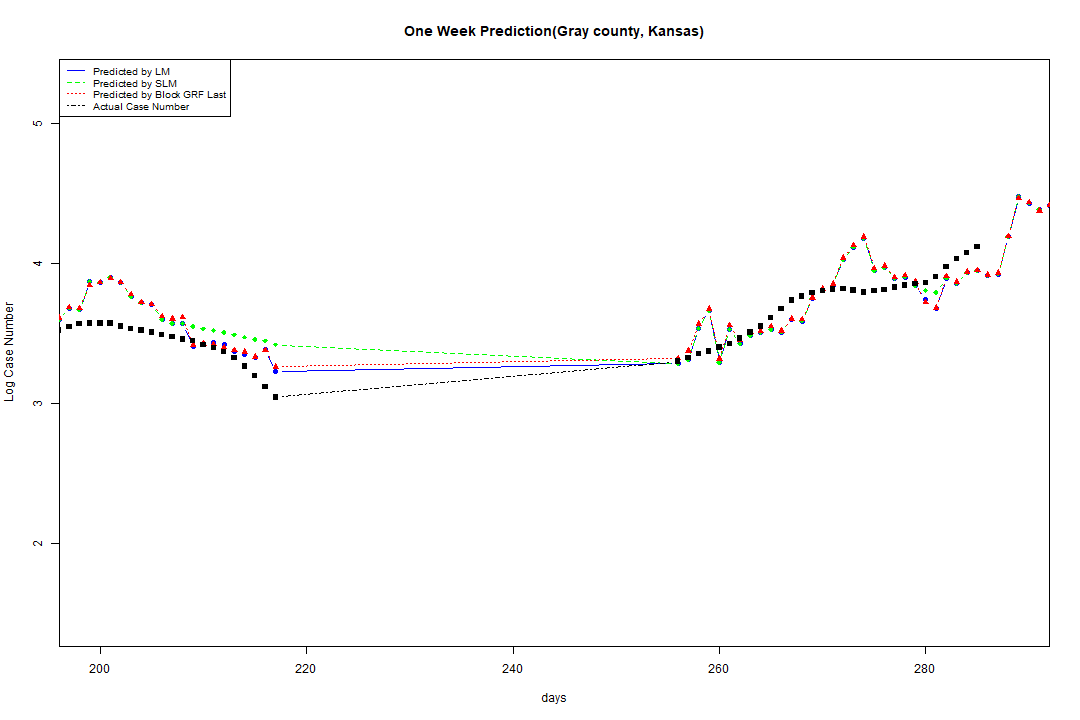 One Week Prediction(Gray county, Kansas)
Predicted by LM
Predicted by SLM
Predicted by Block GRF Last
Actual Case Number
5
4
3
2
Log Case Number
200 220 240 260 280
days